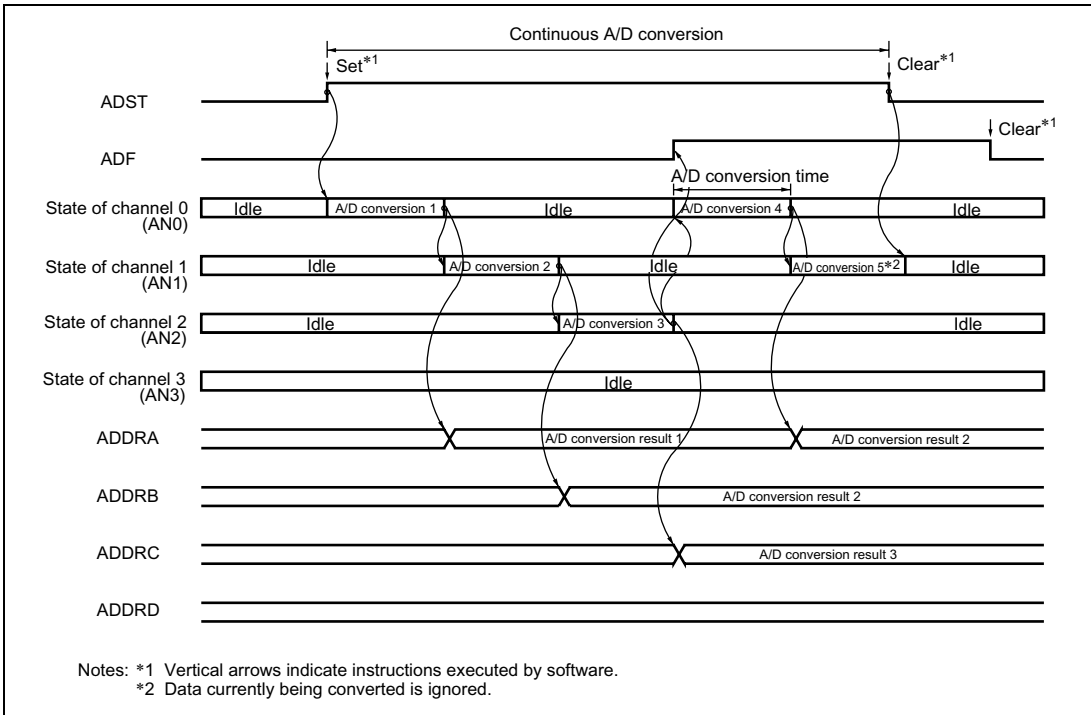 Continuous A/D conversion
Set*1
Clear*1
ADST
Clear*1
ADF
A/D conversion time
State of channel 0
(AN0)
Idle
A/D conversion 1
Idle
A/D conversion 4
Idle
State of channel 1
(AN1)
Idle
A/D conversion 2
Idle
A/D conversion 5*2
Idle
State of channel 2
(AN2)
Idle
A/D conversion 3
Idle
State of channel 3
(AN3)
Idle
ADDRA
A/D conversion result 1
A/D conversion result 2
ADDRB
A/D conversion result 2
ADDRC
A/D conversion result 3
ADDRD
Notes: *1 Vertical arrows indicate instructions executed by software.
*2 Data currently being converted is ignored.